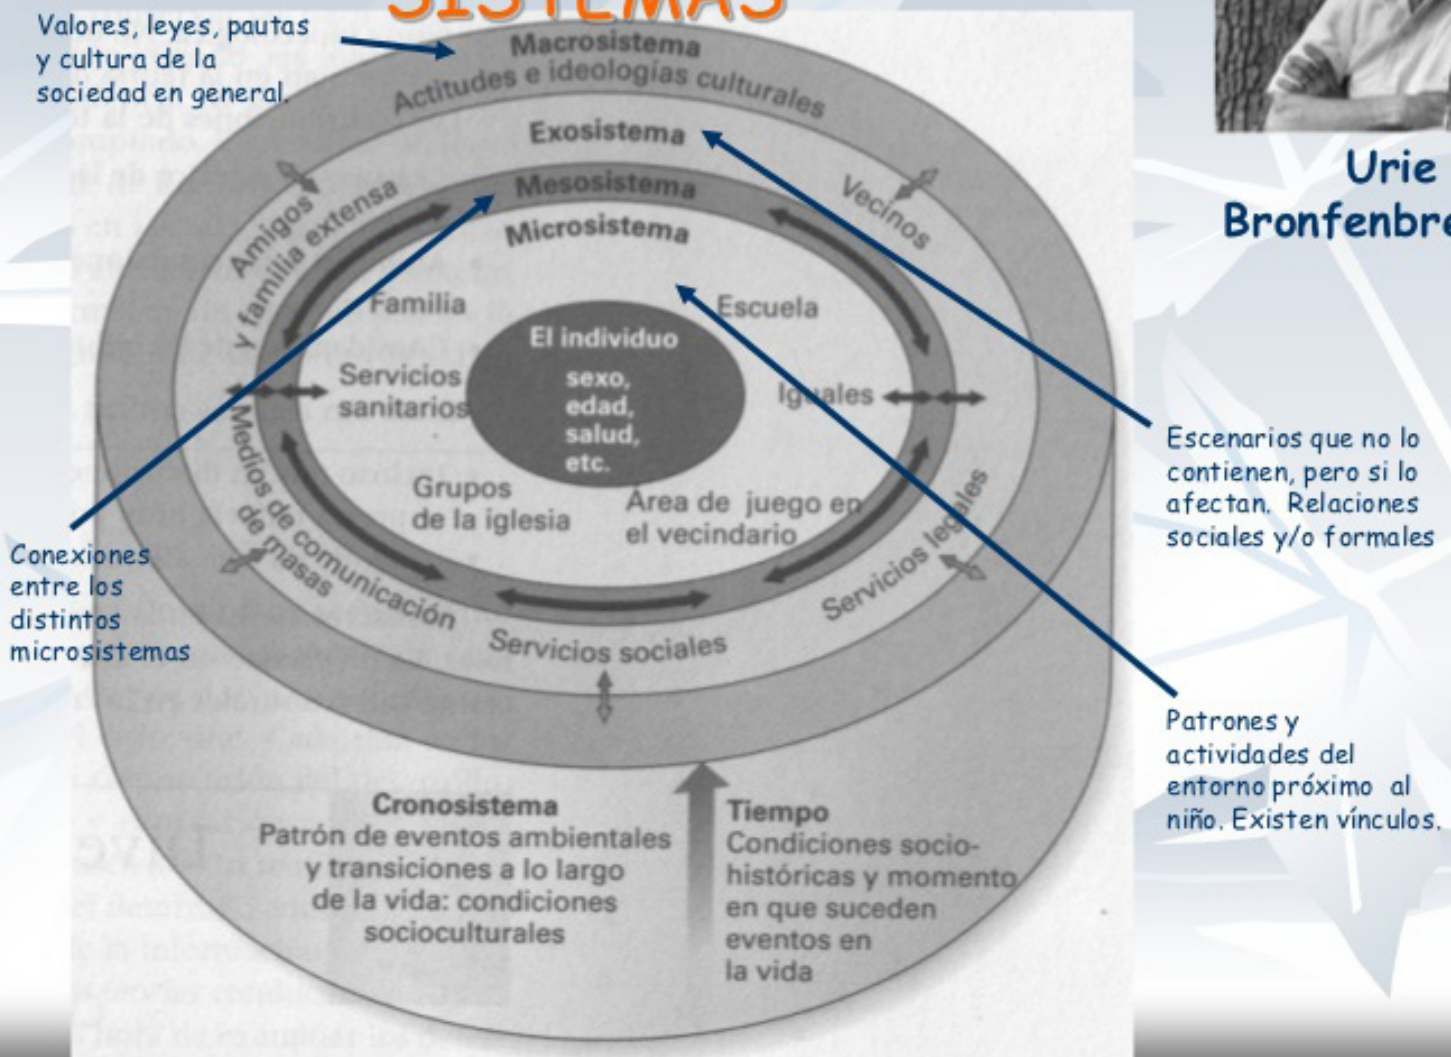 SISTEMAS
Valores, leyes, pautas
y cultura de la
sociedad en general.
Macrosistema
Actitudes e ideologías culturales
Exosistema
Mesosistema
Microsistema
Amigos
y famillia extensa
Vecinos
Familia
Escuela
El individuo
sexo,
edad,
salud,
etc.
Servicios
sanitarios
Iguales
Grupos
de la iglesia
Área de juego en
el vecindario
Medios de comunicación
de masas
Servicios sociales
Servicios legales
Urie
Bronfenbre
Escenarios que no lo
contienen, pero si lo
afectan. Relaciones
sociales y/o formales
Conexiones
entre los
distintos
microsistemas
Patrones y
actividades del
entorno próximo al
niño. Existen vínculos.
Cronosistema
Patrón de eventos ambientales
y transiciones a lo largo
de la vida: condiciones
socioculturales
Tiempo
Condiciones socio-
históricas y momento
en que suceden
eventos en
la vida